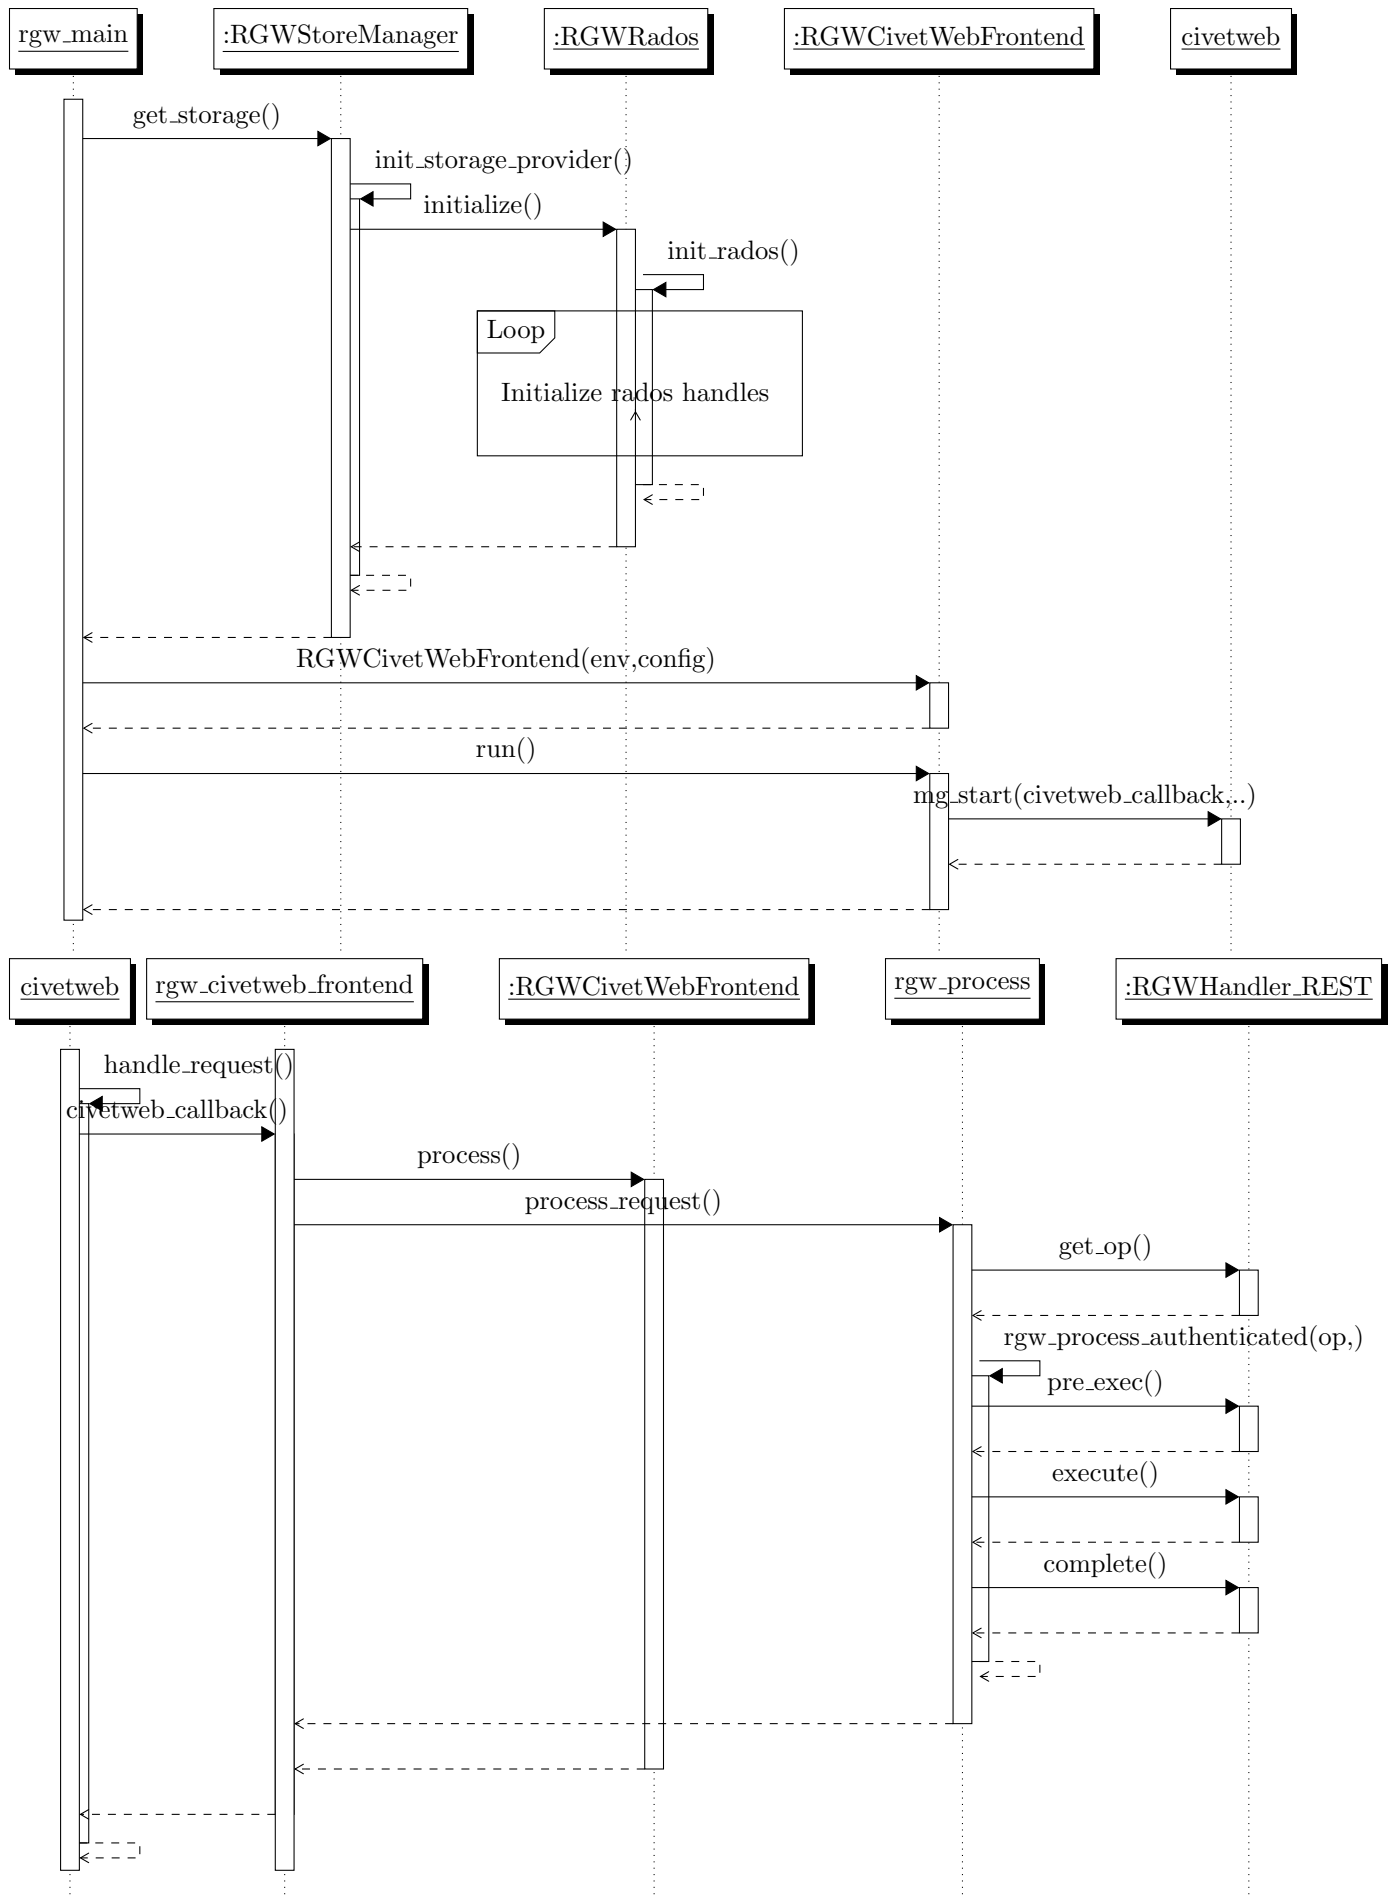 rgw_main
:RGWStoreManager
:RGWRados
:RGWCivetWebFrontend
civetweb
get_storage()
init_storage_provider()
initialize()
init_rados()
Loop
Initialize rados handles
RGWCivetWebFrontend(env,config)
run()
mg_start(civetweb_callback,..)
civetweb
rgw_civetweb_frontend
:RGWCivetWebFrontend
rgw_process
:RGWHandler_REST
handle_request()
civetweb_callback()
process()
process_request()
get_op()
rgw_process_authenticated(op,)
pre_exec()
execute()
complete()